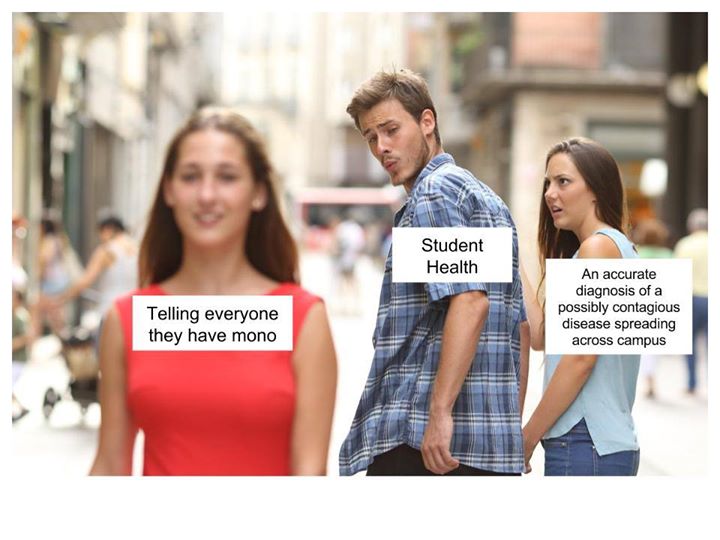 Telling everyone
they have mono
Student
Health
An accurate
diagnosis of a
possibly contagious
disease spreading
across campus